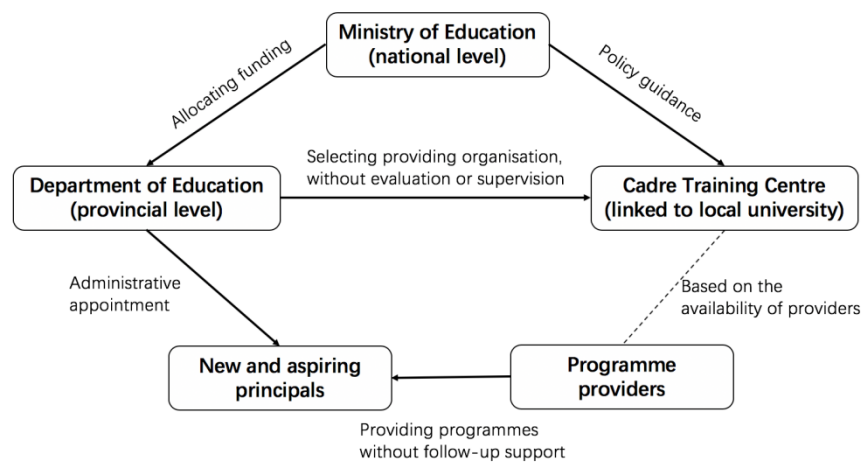 Ministry of Education
(national level)
Allocating funding
Policy guidance
Selecting providing organisation,
without evaluation or supervision
Department of Education
(provincial level)
Cadre Training Centre
(linked to local university)
Administrative
appointment
Based on the
availability of providers
New and aspiring
principals
Programme
providers
Providing programmes
without follow-up support